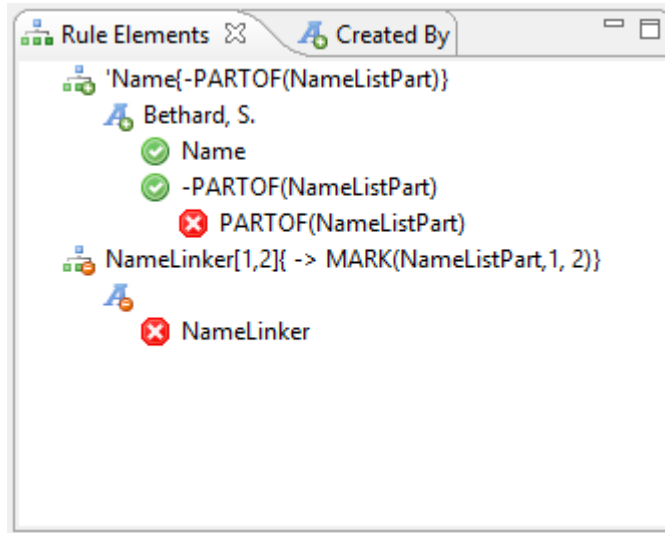 Rule Elements Created By
'Name{-PARTOF(NameListPart)}
Bethard, S.
Name
-PARTOF(NameListPart)
PARTOF(NameListPart)
NameLinker[1,2]{ -> MARK(NameListPart,1, 2)}
NameLinker